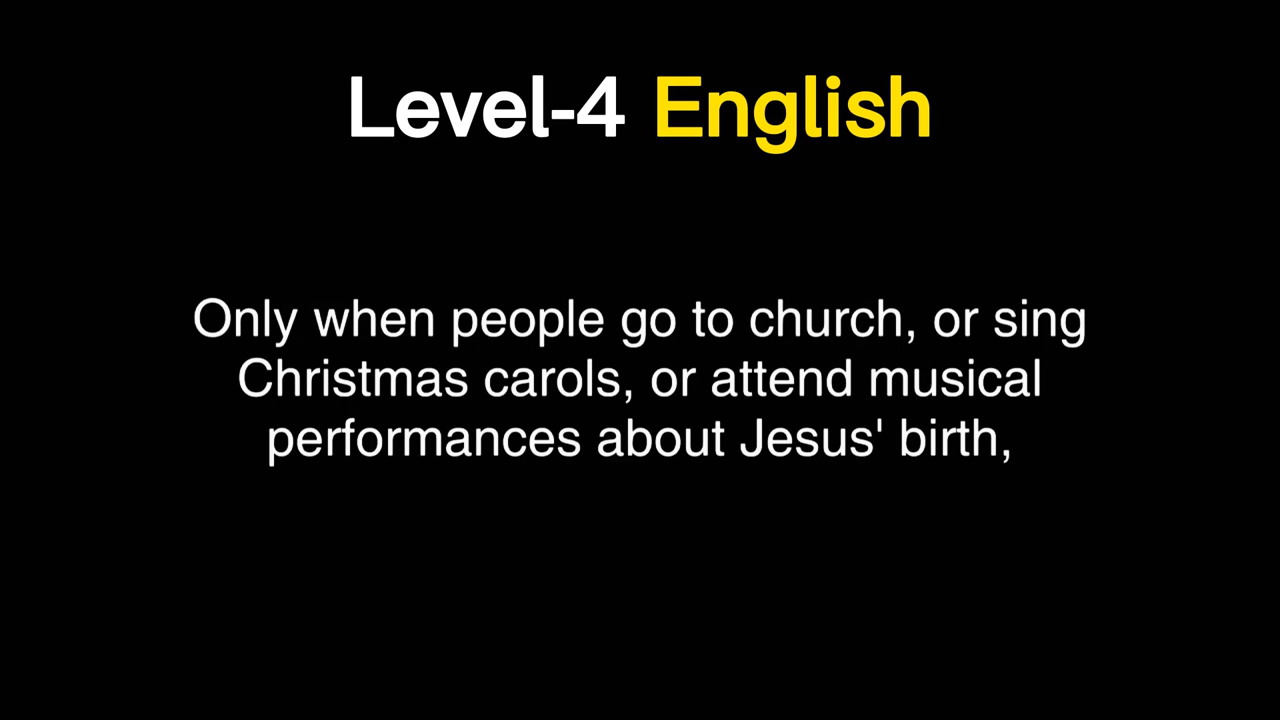 Level-4 English
Only when people go to church, or sing
Christmas carols, or attend musical
performances about Jesus' birth,